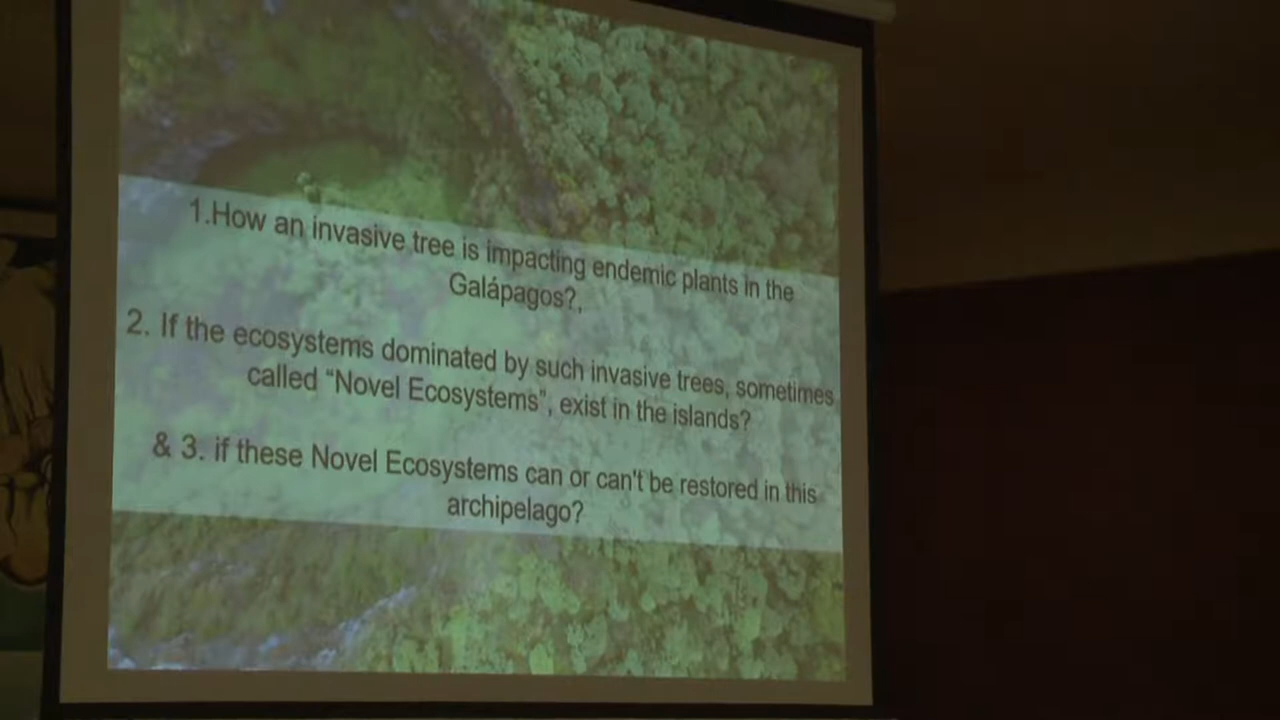 1.How an invasive tree is impacting endemic plants in the
Galápagos?,
2. If the ecosystems dominated by such invasive trees, sometimes
called “Novel Ecosystems”, exist in the islands?
& 3. if these Novel Ecosystems can or can't be restored in this
archipelago?